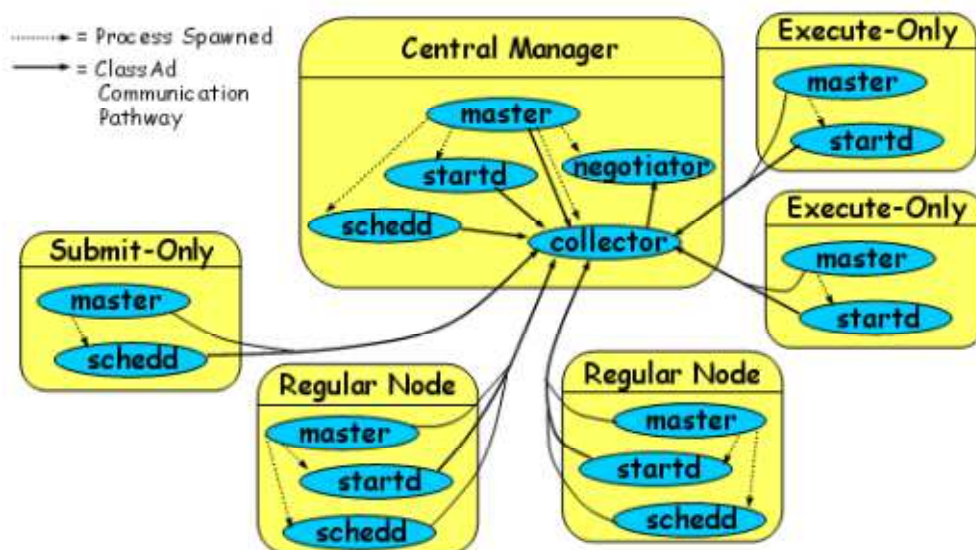 = Process Spawned
= ClassAd
Communication
Pathway
Central Manager
master
startd
negotiator
schedd
collector
Execute-Only
master
startd
Execute-Only
master
startd
Submit-Only
master
schedd
Regular Node
master
startd
schedd
Regular Node
master
startd
schedd